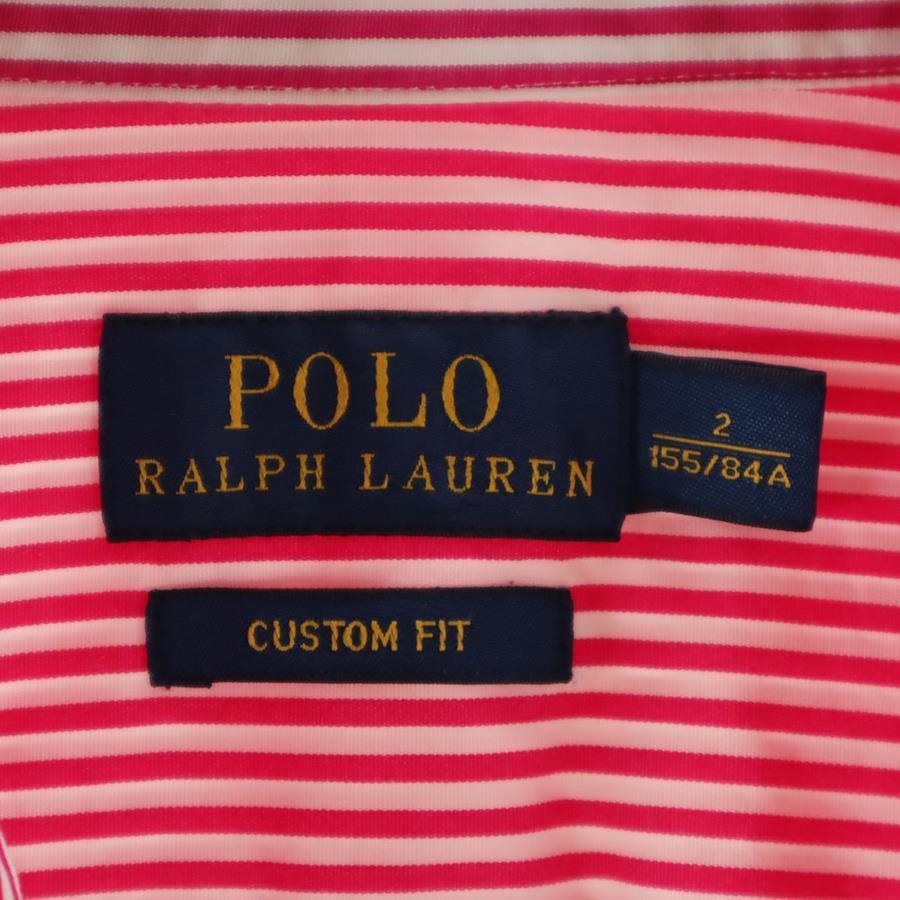 POLO
RALPH LAUREN
2
155/84A
CUSTOM FIT